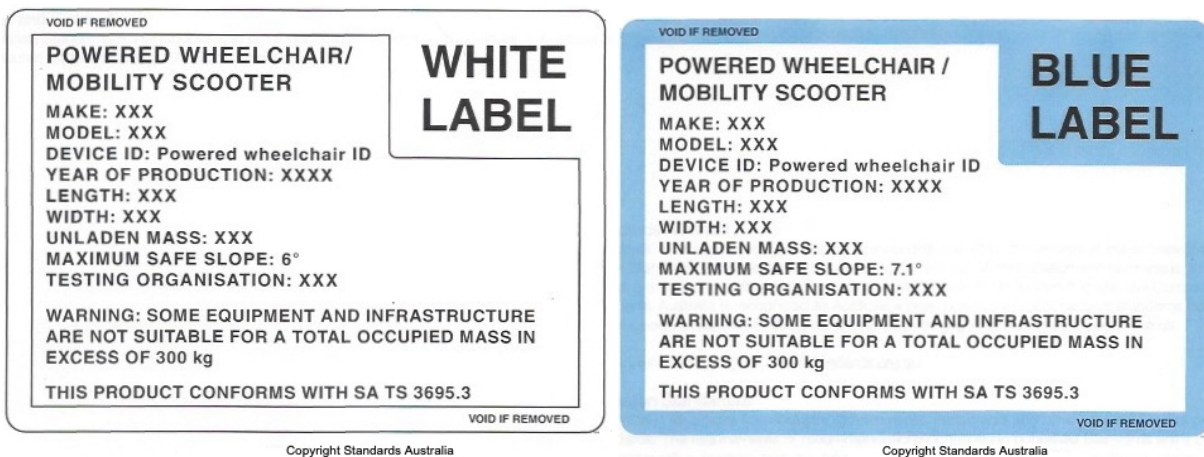 VOID IF REMOVED
POWERED WHEELCHAIR/
MOBILITY SCOOTER
WHITE
LABEL
MAKE: XXX
MODEL: XXX
DEVICE ID: Powered wheelchair ID
YEAR OF PRODUCTION: XXXX
LENGTH: XXX
WIDTH: XXX
UNLADEN MASS: XXX
MAXIMUM SAFE SLOPE: 6°
TESTING ORGANISATION: XXX
WARNING: SOME EQUIPMENT AND INFRASTRUCTURE
ARE NOT SUITABLE FOR A TOTAL OCCUPIED MASS IN
EXCESS OF 300 kg
THIS PRODUCT CONFORMS WITH SA TS 3695.3
VOID IF REMOVED
Copyright Standards Australia
VOID IF REMOVED
POWERED WHEELCHAIR /
MOBILITY SCOOTER
BLUE
LABEL
MAKE: XXX
MODEL: XXX
DEVICE ID: Powered wheelchair ID
YEAR OF PRODUCTION: XXXX
LENGTH: XXX
WIDTH: XXX
UNLADEN MASS: XXX
MAXIMUM SAFE SLOPE: 7.1°
TESTING ORGANISATION: XXX
WARNING: SOME EQUIPMENT AND INFRASTRUCTURE
ARE NOT SUITABLE FOR A TOTAL OCCUPIED MASS IN
EXCESS OF 300 kg
THIS PRODUCT CONFORMS WITH SA TS 3695.3
VOID IF REMOVED
Copyright Standards Australia